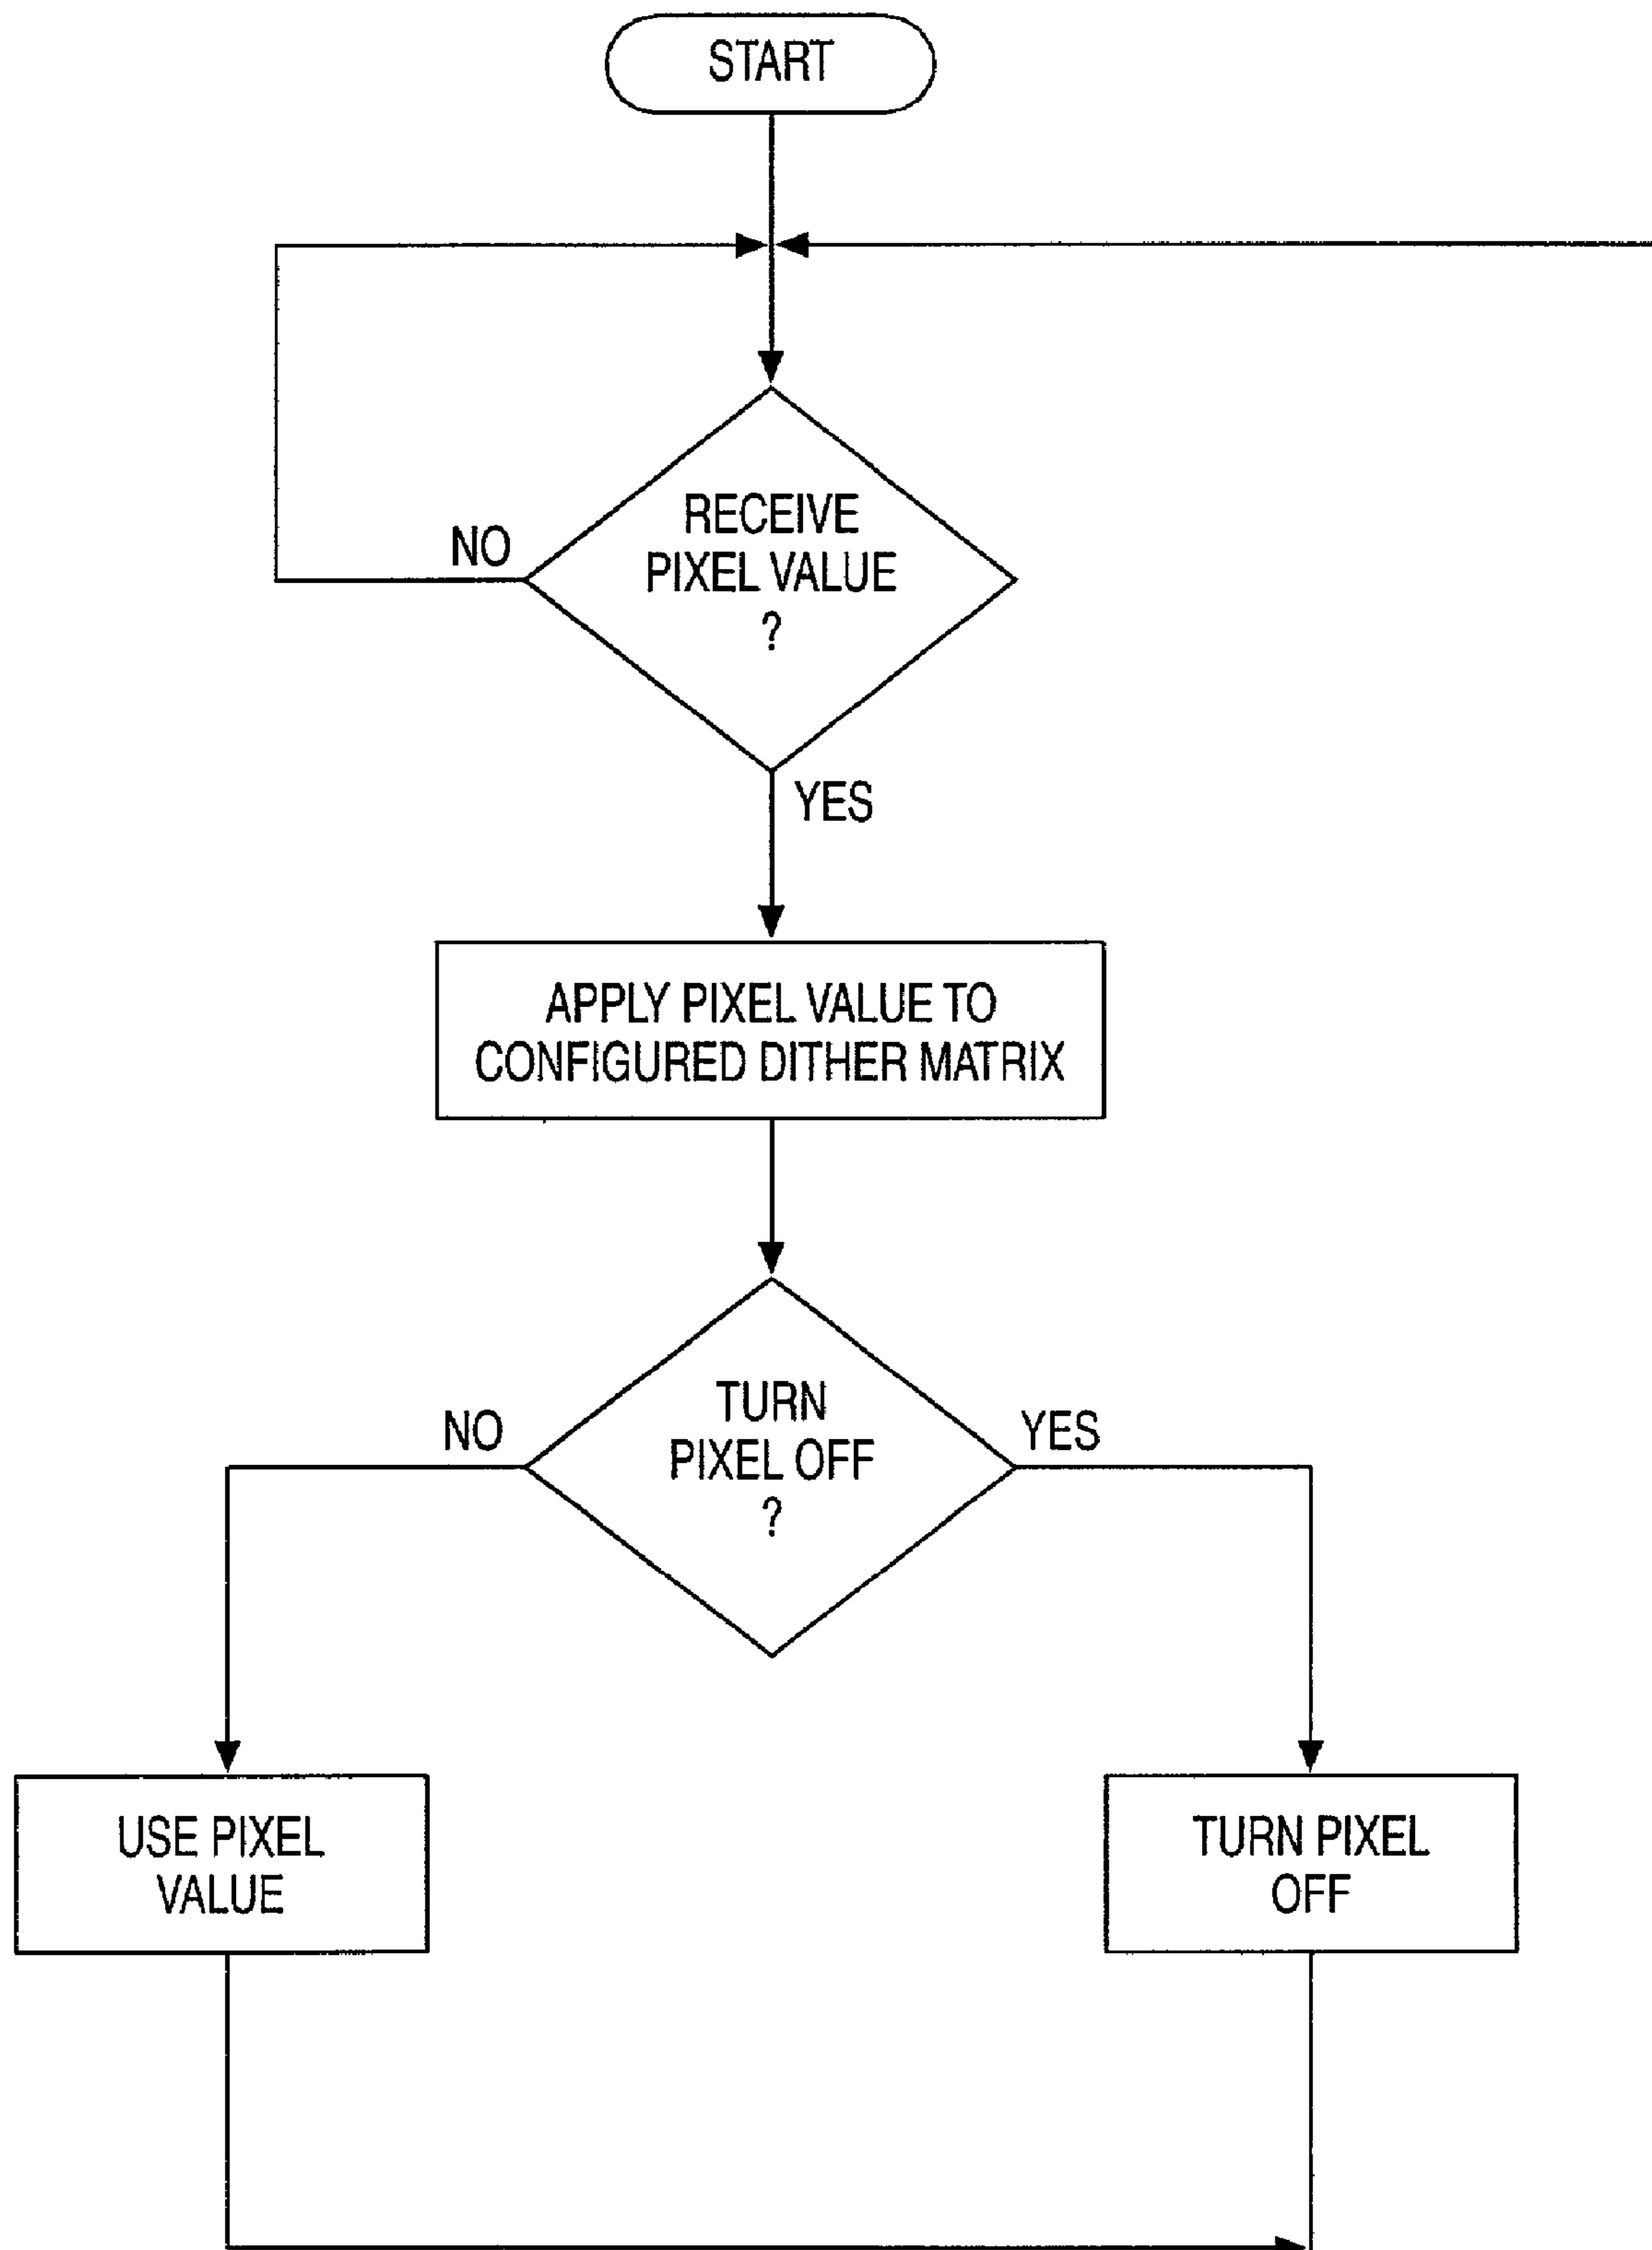 START
NO
RECEIVE
PIXEL VALUE
?
YES
APPLY PIXEL VALUE TO
CONFIGURED DITHER MATRIX
NO
TURN
PIXEL OFF
?
YES
USE PIXEL
VALUE
TURN PIXEL
OFF